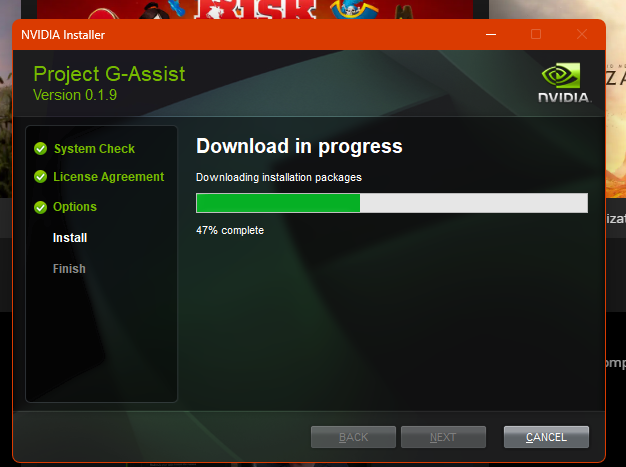 RISK
NVIDIA Installer
Project G-Assist
Version 0.1.9
NVIDIA.
System Check
License Agreement
Options
Install
Finish
Download in progress
Downloading installation packages
47% complete
BACK
NEXT
CANCEL